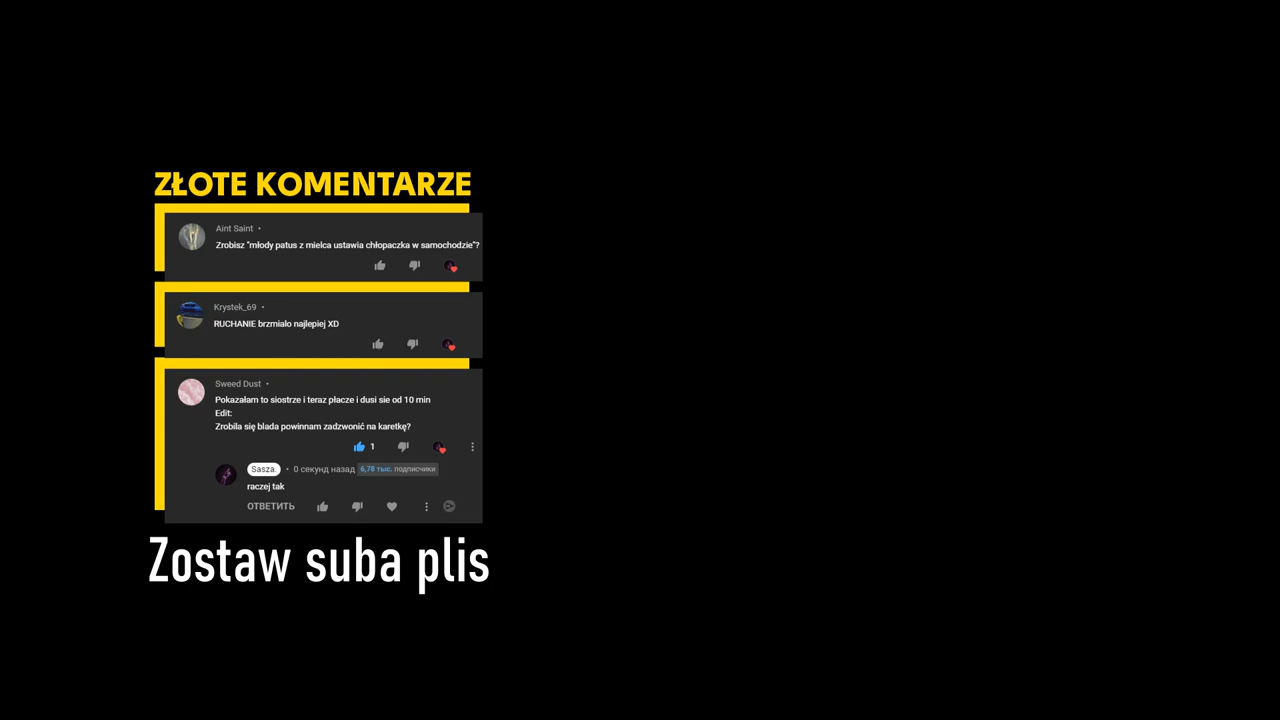 ZŁOTE KOMENTARZE
Aint Saint •
Zrobisz "młody patus z mielca ustawia chłopaczka w samochodzie"?
Krystek_69 •
RUCHANIE brzmialo najlepiej XD
Sweed Dust •
Pokazałam to siostrze i teraz płacze i dusi sie od 10 min
Edit:
Zrobila się blada powinnam zadzwonić na karetkę?
1
Sasza. • 0 секунд назад 6,78 тыс. подписчики
raczej tak
ОТВЕТИТЬ
Zostaw suba plis